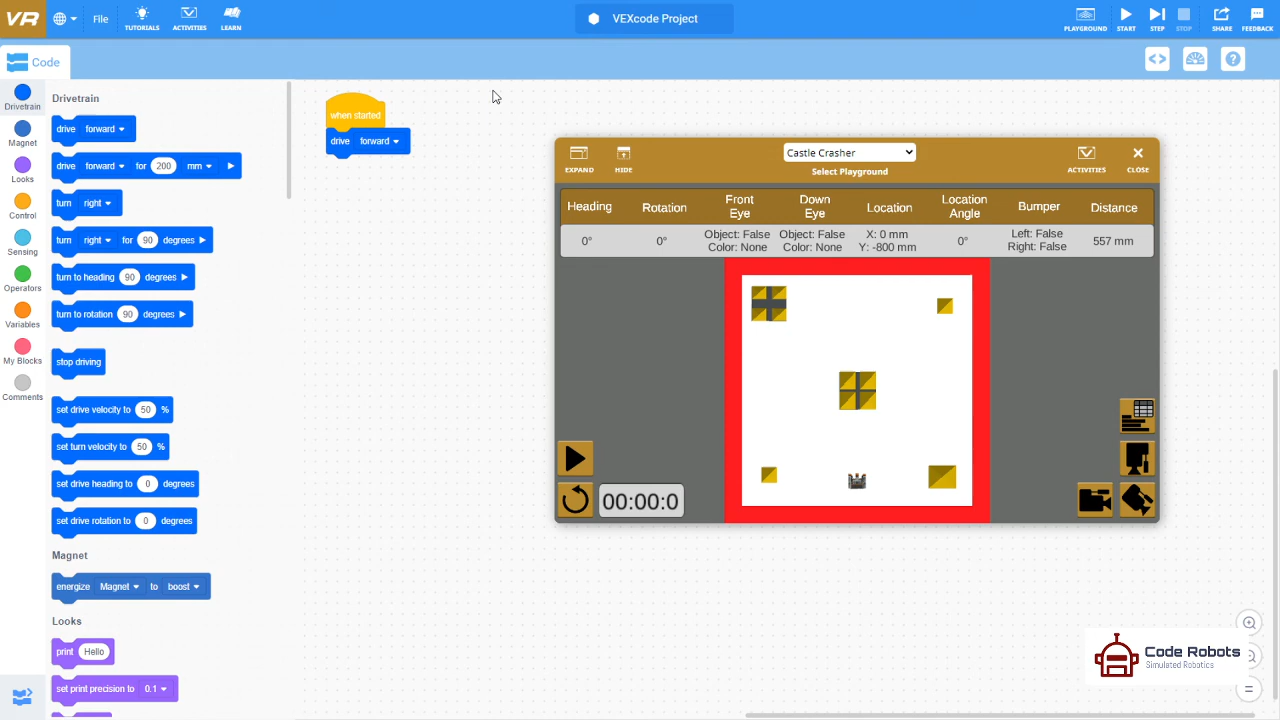 VR
File
TUTORIALS
ACTIVITIES
LEARN
VEXcode Project
PLAYGROUND
START
STEP
STOP
SHARE
FEEDBACK
Code
< >
?
Drivetrain
Magnet
Looks
Control
Sensing
Operators
Variables
My Blocks
Comments
Drivetrain
drive forward
drive forward for 200 mm
turn right
turn right for 90 degrees
turn to heading 90 degrees
turn to rotation 90 degrees
stop driving
set drive velocity to 50 %
set turn velocity to 50 %
set drive heading to 0 degrees
set drive rotation to 0 degrees
Magnet
energize Magnet to boost
Looks
print Hello
set print precision to 0.1
when started
drive forward
EXPAND
HIDE
Castle Crasher
Select Playground
ACTIVITIES
CLOSE
Heading Rotation Front Eye Down Eye Location Location Angle Bumper Distance
0° 0° Object: False Object: False X: 0 mm 0° Left: False 557 mm
Color: None Color: None Y: -800 mm Right: False
00:00:0
Code Robots
Simulated Robotics